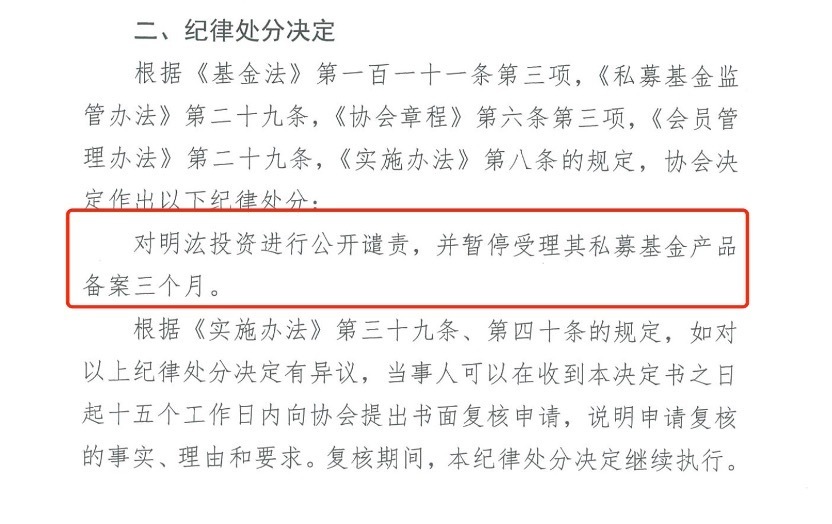 二、纪律处分决定
根据《基金法》第一百一十一条第三项，《私募基金监
管办法》第二十九条，《协会章程》第六条第三项，《会员管
理办法》第二十九条，《实施办法》第八条的规定，协会决
定作出以下纪律处分：
对明汯投资进行公开谴责，并暂停受理其私募基金产品
备案三个月。
根据《实施办法》第三十九条、第四十条的规定，如对
以上纪律处分决定有异议，当事人可以在收到本决定书之日
起十五个工作日内向协会提出书面复核申请，说明申请复核
的事实、理由和要求。复核期间，本纪律处分决定继续执行。